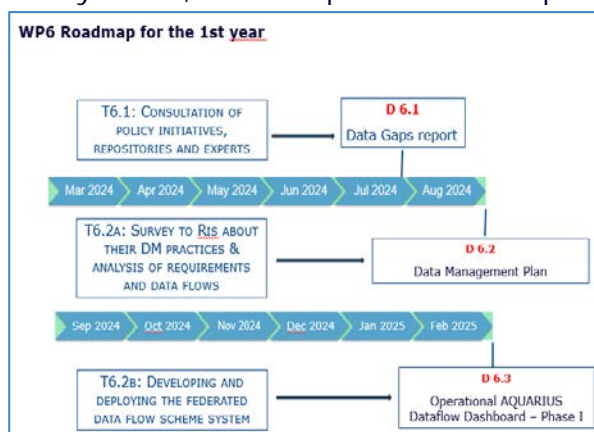 WP6 Roadmap for the 1st year
T6.1: CONSULTATION OF
POLICY INITIATIVES,
REPOSITORIES AND EXPERTS
D 6.1
Data Gaps report
Mar 2024 Apr 2024 May 2024 Jun 2024 Jul 2024 Aug 2024
T6.2A: SURVEY TO RIS ABOUT
THEIR DM PRACTICES &
ANALYSIS OF REQUIREMENTS
AND DATA FLOWS
D 6.2
Data Management Plan
Sep 2024 Oct 2024 Nov 2024 Dec 2024 Jan 2025 Feb 2025
T6.2B: DEVELOPING AND
DEPLOYING THE FEDERATED
DATA FLOW SCHEME SYSTEM
D 6.3
Operational AQUARIUS
Dataflow Dashboard – Phase I